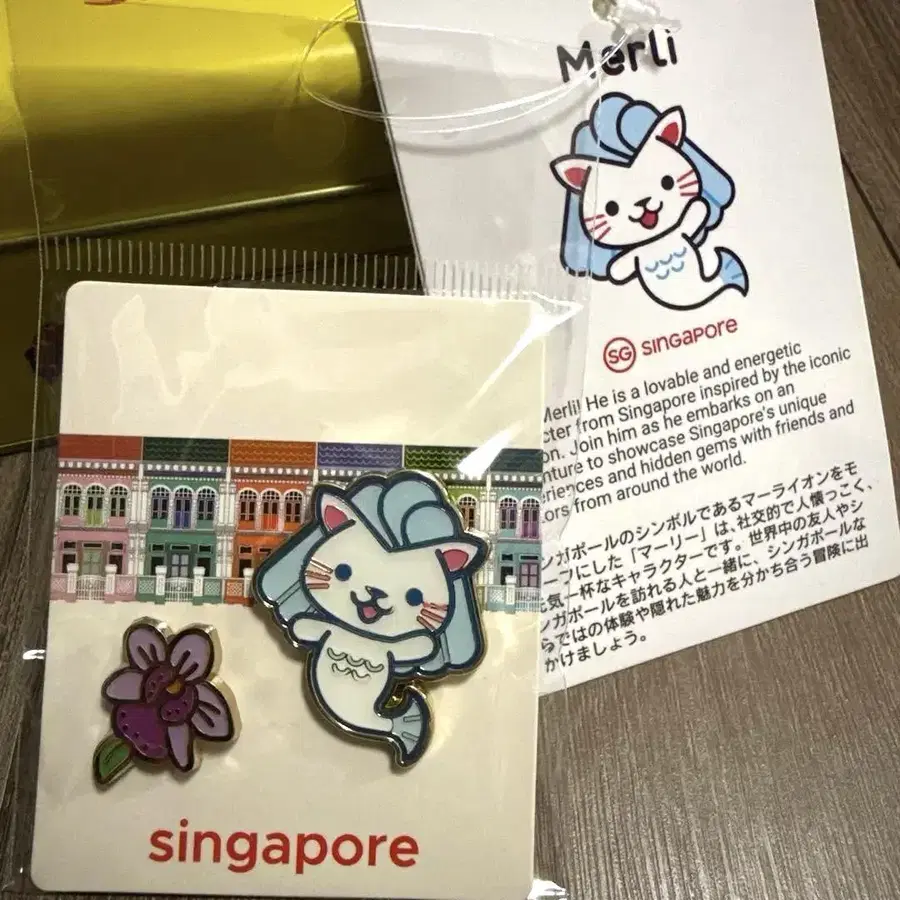 Merli
SG singapore
Merli! He is a lovable and energetic
cter from Singapore inspired by the iconic
on. Join him as he embarks on an
nture to showcase Singapore's unique
riences and hidden gems with friends and
ors from around the world.
ンガポールのシンボルであるマーライオンをモ
ーフにした「マーリー」は、社交的で人懐っこく、
元気一杯なキャラクターです。世界中の友人やシ
ンガポールを訪れる人と一緒に、シンガポールな
らではの体験や隠れた魅力を分かち合う冒険に出
かけましょう。
singapore